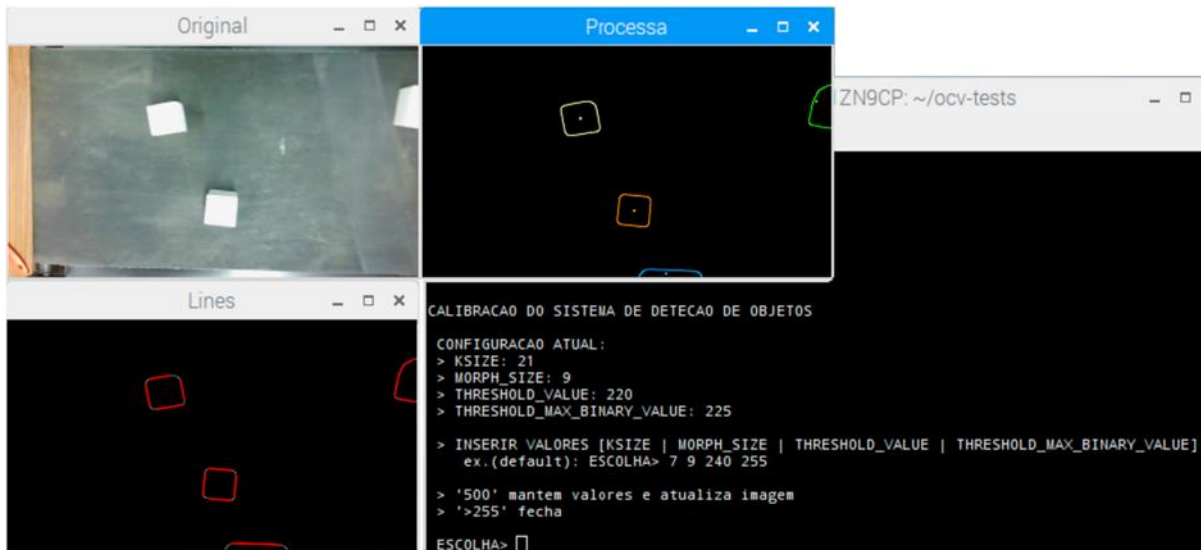 Original
Processa
1ZN9CP: ~/ocv-tests
Lines
CALIBRACAO DO SISTEMA DE DETECAO DE OBJETOS
CONFIGURACAO ATUAL:
> KSIZE: 21
> MORPH_SIZE: 9
> THRESHOLD_VALUE: 220
> THRESHOLD_MAX_BINARY_VALUE: 225
> INSERIR VALORES [KSIZE | MORPH_SIZE | THRESHOLD_VALUE | THRESHOLD_MAX_BINARY_VALUE]
ex.(default): ESCOLHA> 7 9 240 255
> '500' mantem valores e atualiza imagem
> '>255' fecha
ESCOLHA>